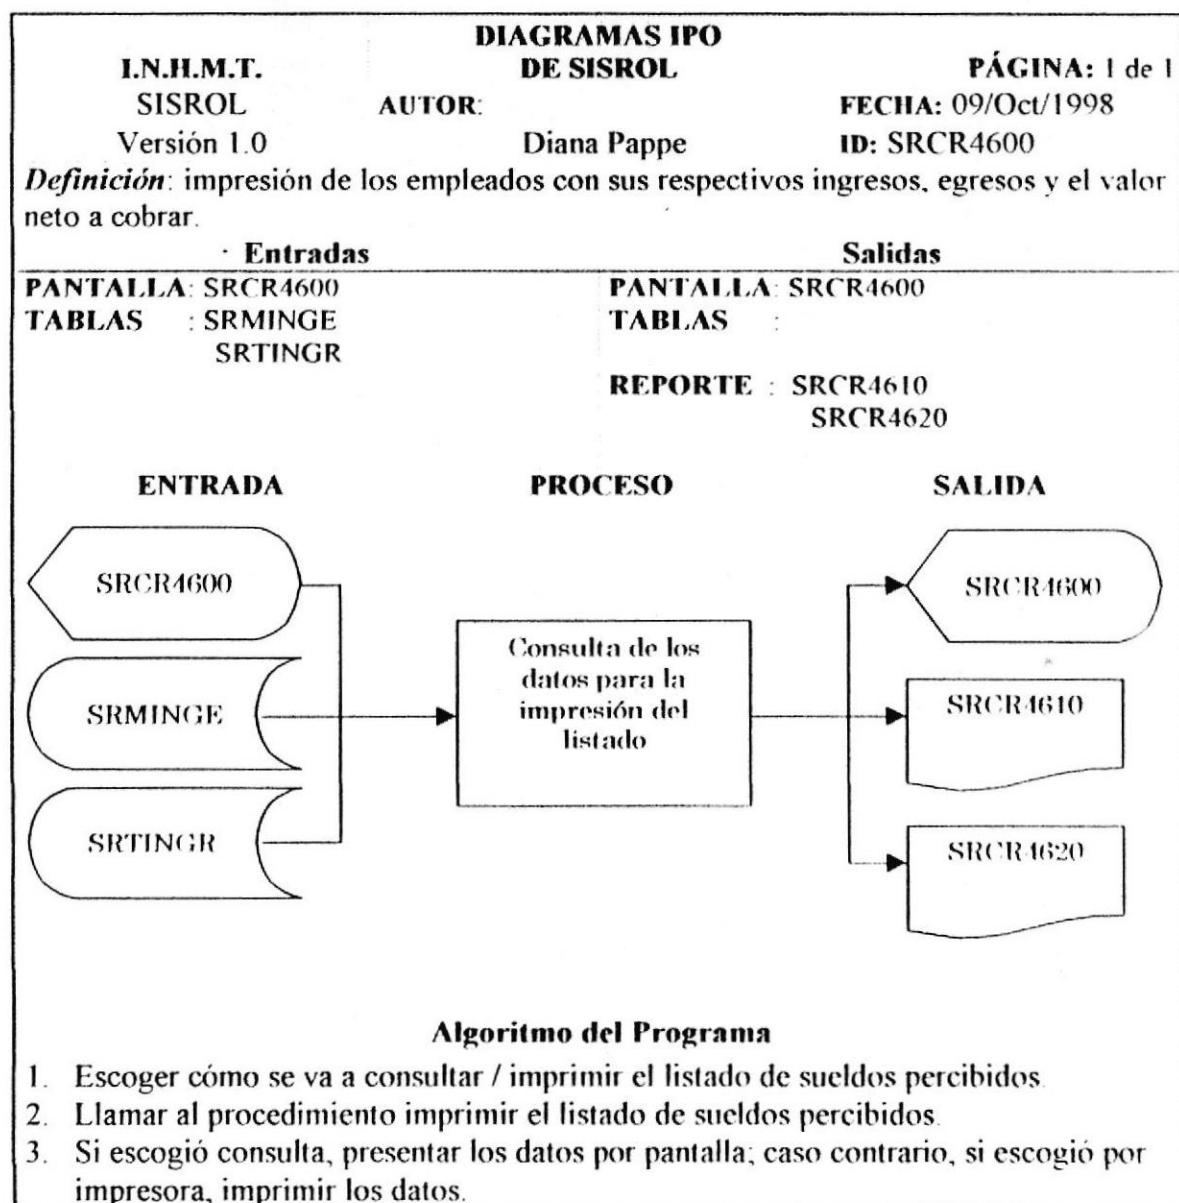 DIAGRAMAS IPO
I.N.H.M.T. DE SISROL PÁGINA: 1 de 1
SISROL AUTOR: FECHA: 09/Oct/1998
Versión 1.0 Diana Pappe ID: SRCR4600
Definición: impresión de los empleados con sus respectivos ingresos, egresos y el valor
neto a cobrar.
Entradas Salidas
PANTALLA: SRCR4600 PANTALLA: SRCR4600
TABLAS : SRMINGE TABLAS :
SRTINGR
REPORTE : SRCR4610
SRCR4620
ENTRADA PROCESO SALIDA
SRCR4600
SRMINGE
SRTINGR
Consulta de los
datos para la
impresión del
listado
SRCR4600
SRCR4610
SRCR4620
Algoritmo del Programa
1. Escoger cómo se va a consultar / imprimir el listado de sueldos percibidos.
2. Llamar al procedimiento imprimir el listado de sueldos percibidos.
3. Si escogió consulta, presentar los datos por pantalla; caso contrario, si escogió por
impresora, imprimir los datos.